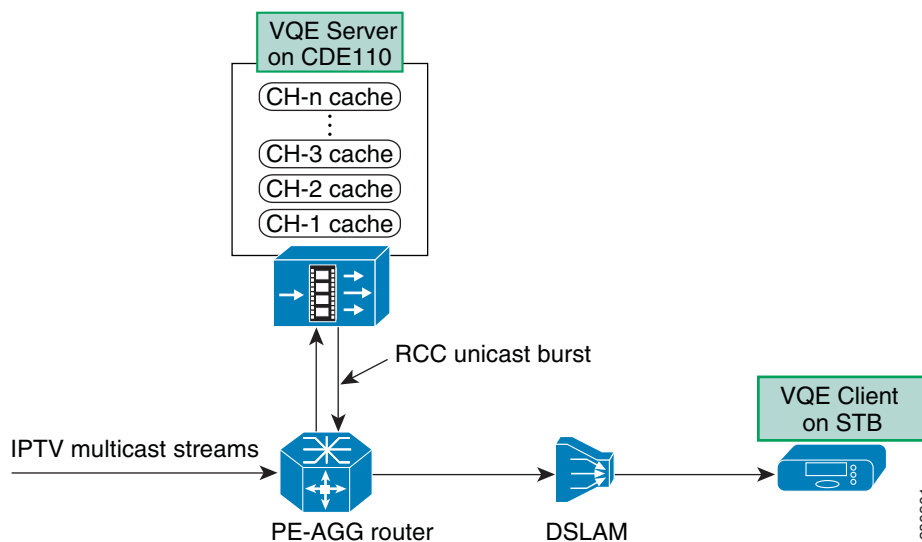 VQE Server
on CDE110
CH-n cache
CH-3 cache
CH-2 cache
CH-1 cache
RCC unicast burst
VQE Client
on STB
IPTV multicast streams
PE-AGG router
DSLAM